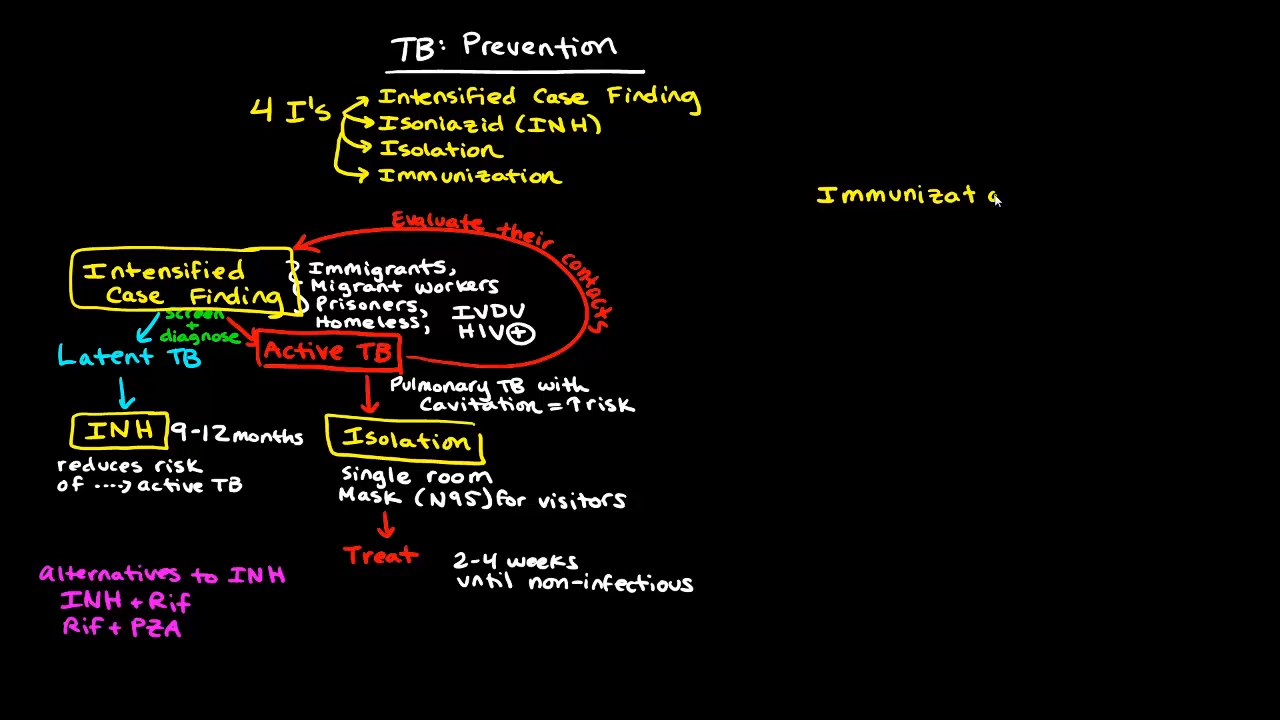 TB: Prevention
4 I's
Intensified Case Finding
Isoniazid (INH)
Isolation
Immunization
Immunizat
Evaluate their contacts
Intensified
Case Finding
Immigrants,
Migrant workers
Prisoners,
Homeless,
IVDU
HIV +
screen
+
diagnose
Latent TB
Active TB
Pulmonary TB with
Cavitation = ↑ risk
INH
9-12 months
Isolation
reduces risk
of ....→ active TB
single room
Mask (N95) for visitors
Treat
2-4 weeks
until non-infectious
alternatives to INH
INH + Rif
Rif + PZA